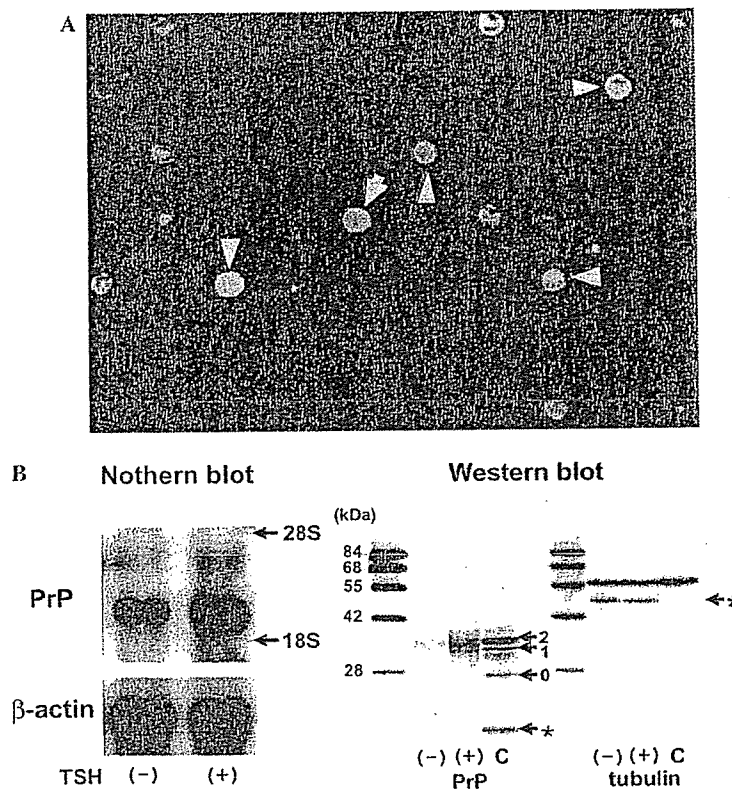 A
B Nothern blot Western blot
(kDa)
28S
84
68
55
PrP
42
2
1
18S
28
0
*
β-actin
*
TSH (-) (+)
(-) (+) C (-) (+) C
PrP tubulin